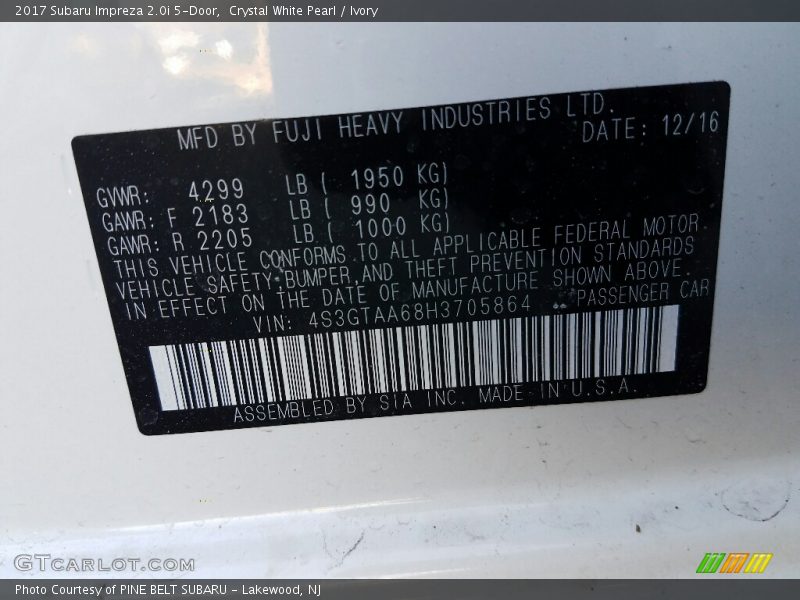 2017 Subaru Impreza 2.0i 5-Door, Crystal White Pearl / Ivory
MFD BY FUJI HEAVY INDUSTRIES LTD.
DATE: 12/16
GVWR: 4299 LB ( 1950 KG)
GAWR: F 2183 LB ( 990 KG)
GAWR: R 2205 LB ( 1000 KG)
THIS VEHICLE CONFORMS TO ALL APPLICABLE FEDERAL MOTOR
VEHICLE SAFETY,BUMPER,AND THEFT PREVENTION STANDARDS
IN EFFECT ON THE DATE OF MANUFACTURE SHOWN ABOVE.
VIN: 4S3GTAA68H3705864 **PASSENGER CAR
ASSEMBLED BY SIA INC. MADE IN U.S.A.
GTCARLOT.COM
Photo Courtesy of PINE BELT SUBARU - Lakewood, NJ